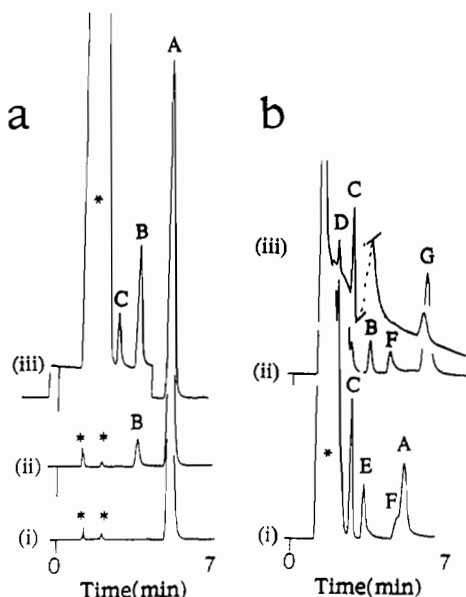 a
A
*
B
C
(iii)
B
* *
(ii)
* *
(i)
0 7
Time(min)
b
C
(iii)
D
G
B F
(ii)
C
*
E
A
F
(i)
0 7
Time(min)